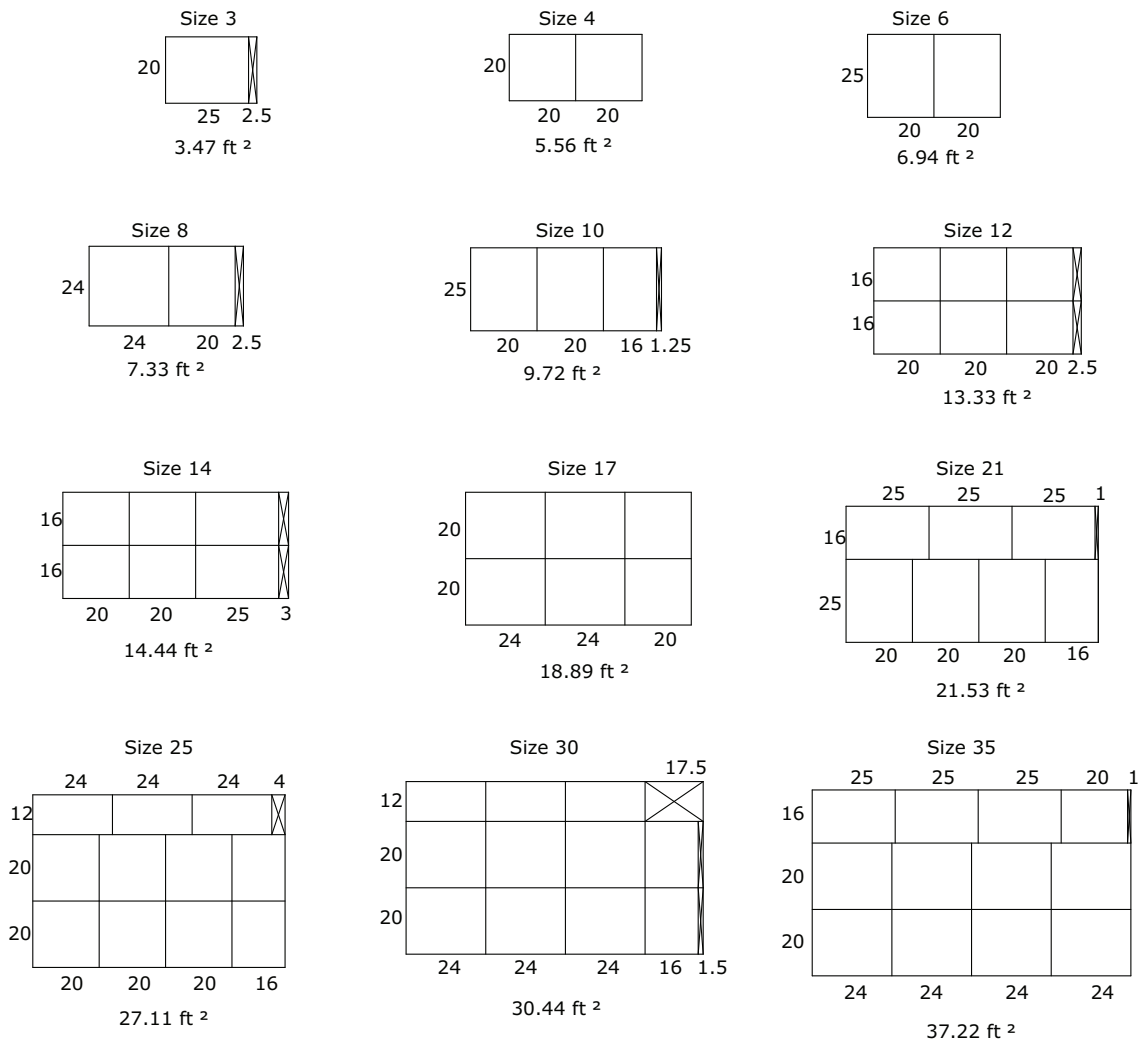 Size 3
20
25 2.5
3.47 ft ²
Size 4
20
20 20
5.56 ft ²
Size 6
25
20 20
6.94 ft ²
Size 8
24
24 20 2.5
7.33 ft ²
Size 10
25
20 20 16 1.25
9.72 ft ²
Size 12
16
16
20 20 20 2.5
13.33 ft ²
Size 14
16
16
20 20 25 3
14.44 ft ²
Size 17
20
20
24 24 20
18.89 ft ²
Size 21
25 25 25 1
16
25
20 20 20 16
21.53 ft ²
Size 25
24 24 24 4
12
20
20
20 20 20 16
27.11 ft ²
Size 30
17.5
12
20
20
24 24 24 16 1.5
30.44 ft ²
Size 35
25 25 25 20 1
16
20
20
24 24 24 24
37.22 ft ²